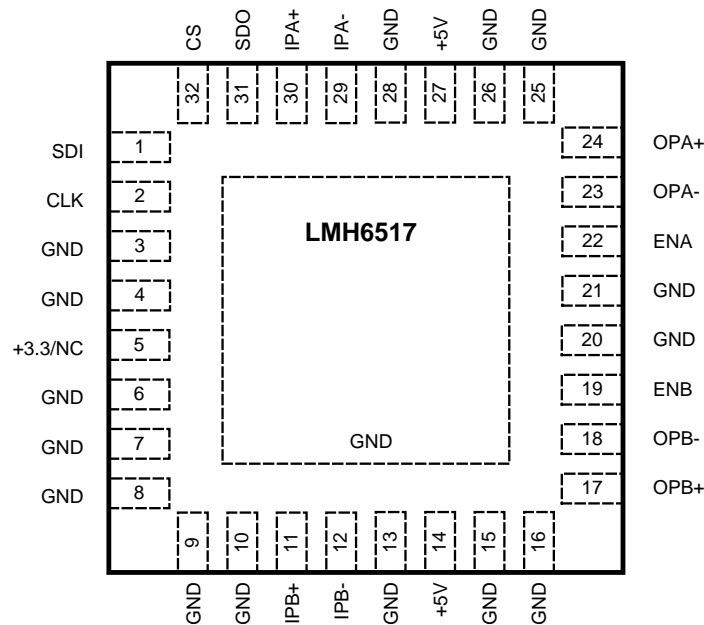 CS SDO IPA+ IPA- GND +5V GND GND
32 31 30 29 28 27 26 25
SDI 1 24 OPA+
CLK 2 23 OPA-
LMH6517
GND 3 22 ENA
GND 4 21 GND
+3.3/NC 5 20 GND
GND 6 19 ENB
GND 7 GND 18 OPB-
GND 8 17 OPB+
9 10 11 12 13 14 15 16
GND GND IPB+ IPB- GND +5V GND GND